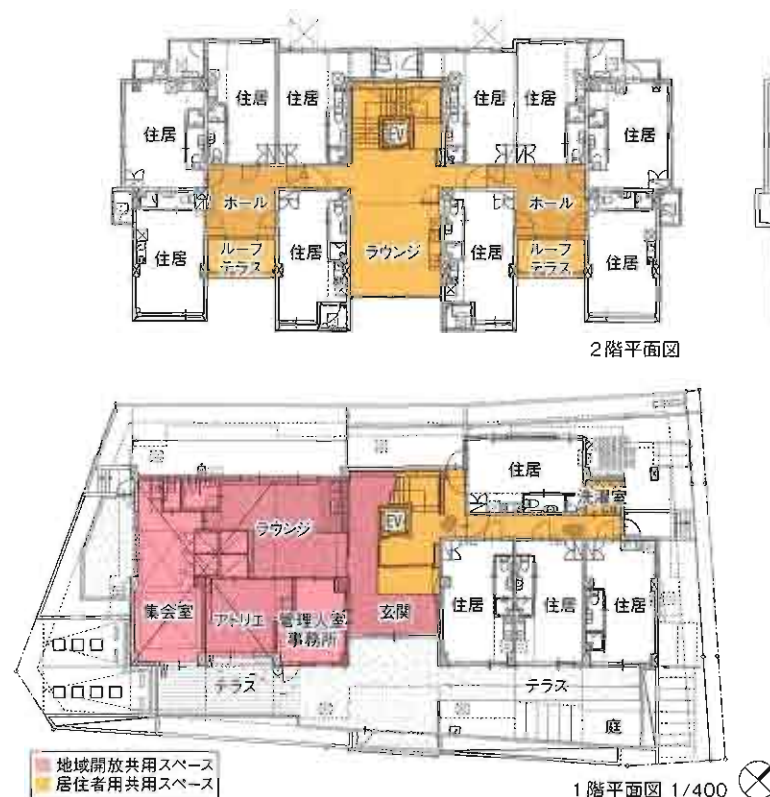 住居 住居 住居 住居
住居 EV 住居
ホール ホール
住居 ルーフ
テラス 住居 ラウンジ 住居 ルーフ
テラス 住居
2階平面図
住居
洗濯室
ラウンジ EV
集会室 アトリエ 管理人室
事務所 玄関 住居 住居 住居
テラス テラス
庭
地域開放共用スペース
居住者用共用スペース
1階平面図 1/400